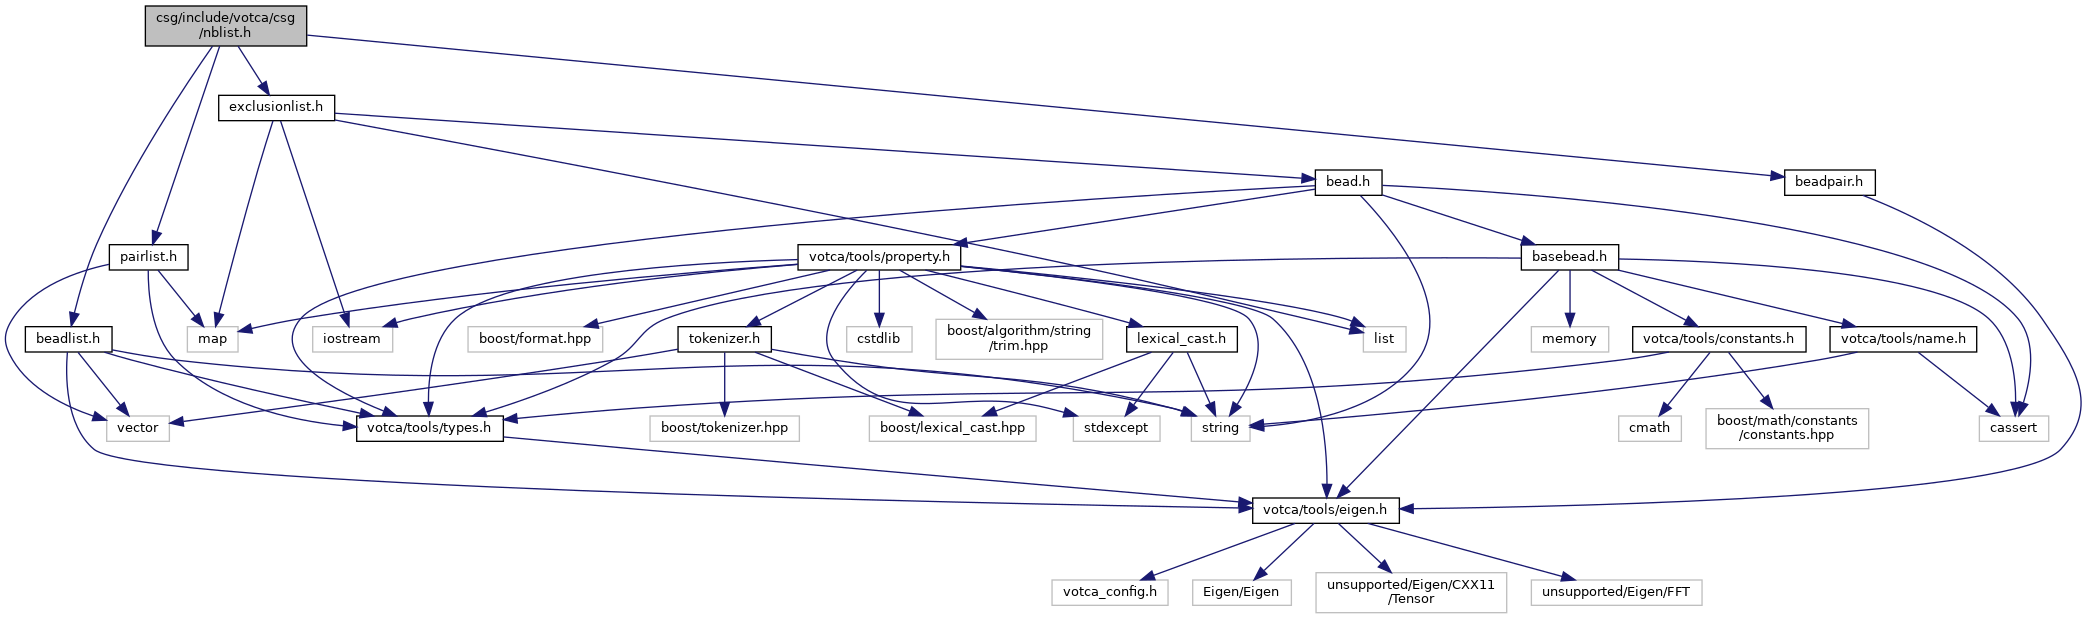 csg/include/votca/csg
/nblist.h
exclusionlist.h
bead.h
beadpair.h
pairlist.h
votca/tools/property.h
basebead.h
beadlist.h
map
iostream
boost/format.hpp
tokenizer.h
cstdlib
boost/algorithm/string
/trim.hpp
lexical_cast.h
list
memory
votca/tools/constants.h
votca/tools/name.h
vector
votca/tools/types.h
boost/tokenizer.hpp
boost/lexical_cast.hpp
stdexcept
string
cmath
boost/math/constants
/constants.hpp
cassert
votca/tools/eigen.h
votca_config.h
Eigen/Eigen
unsupported/Eigen/CXX11
/Tensor
unsupported/Eigen/FFT